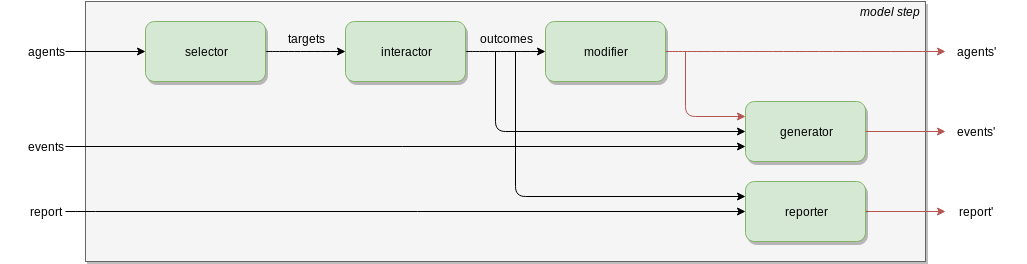 model step
agents
selector
targets
interactor
outcomes
modifier
agents'
events
generator
events'
report
reporter
report'